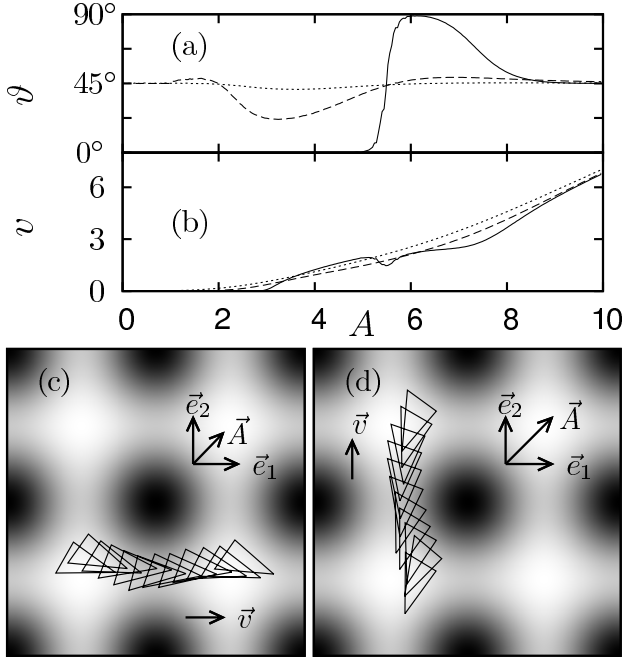 90°
(a)
ϑ
45°
0°
6
(b)
v
3
0
0 2 4 A 6 8 10
(c) (d)
e⃗₂ A⃗ e⃗₁
v⃗ e⃗₂ A⃗ e⃗₁
v⃗